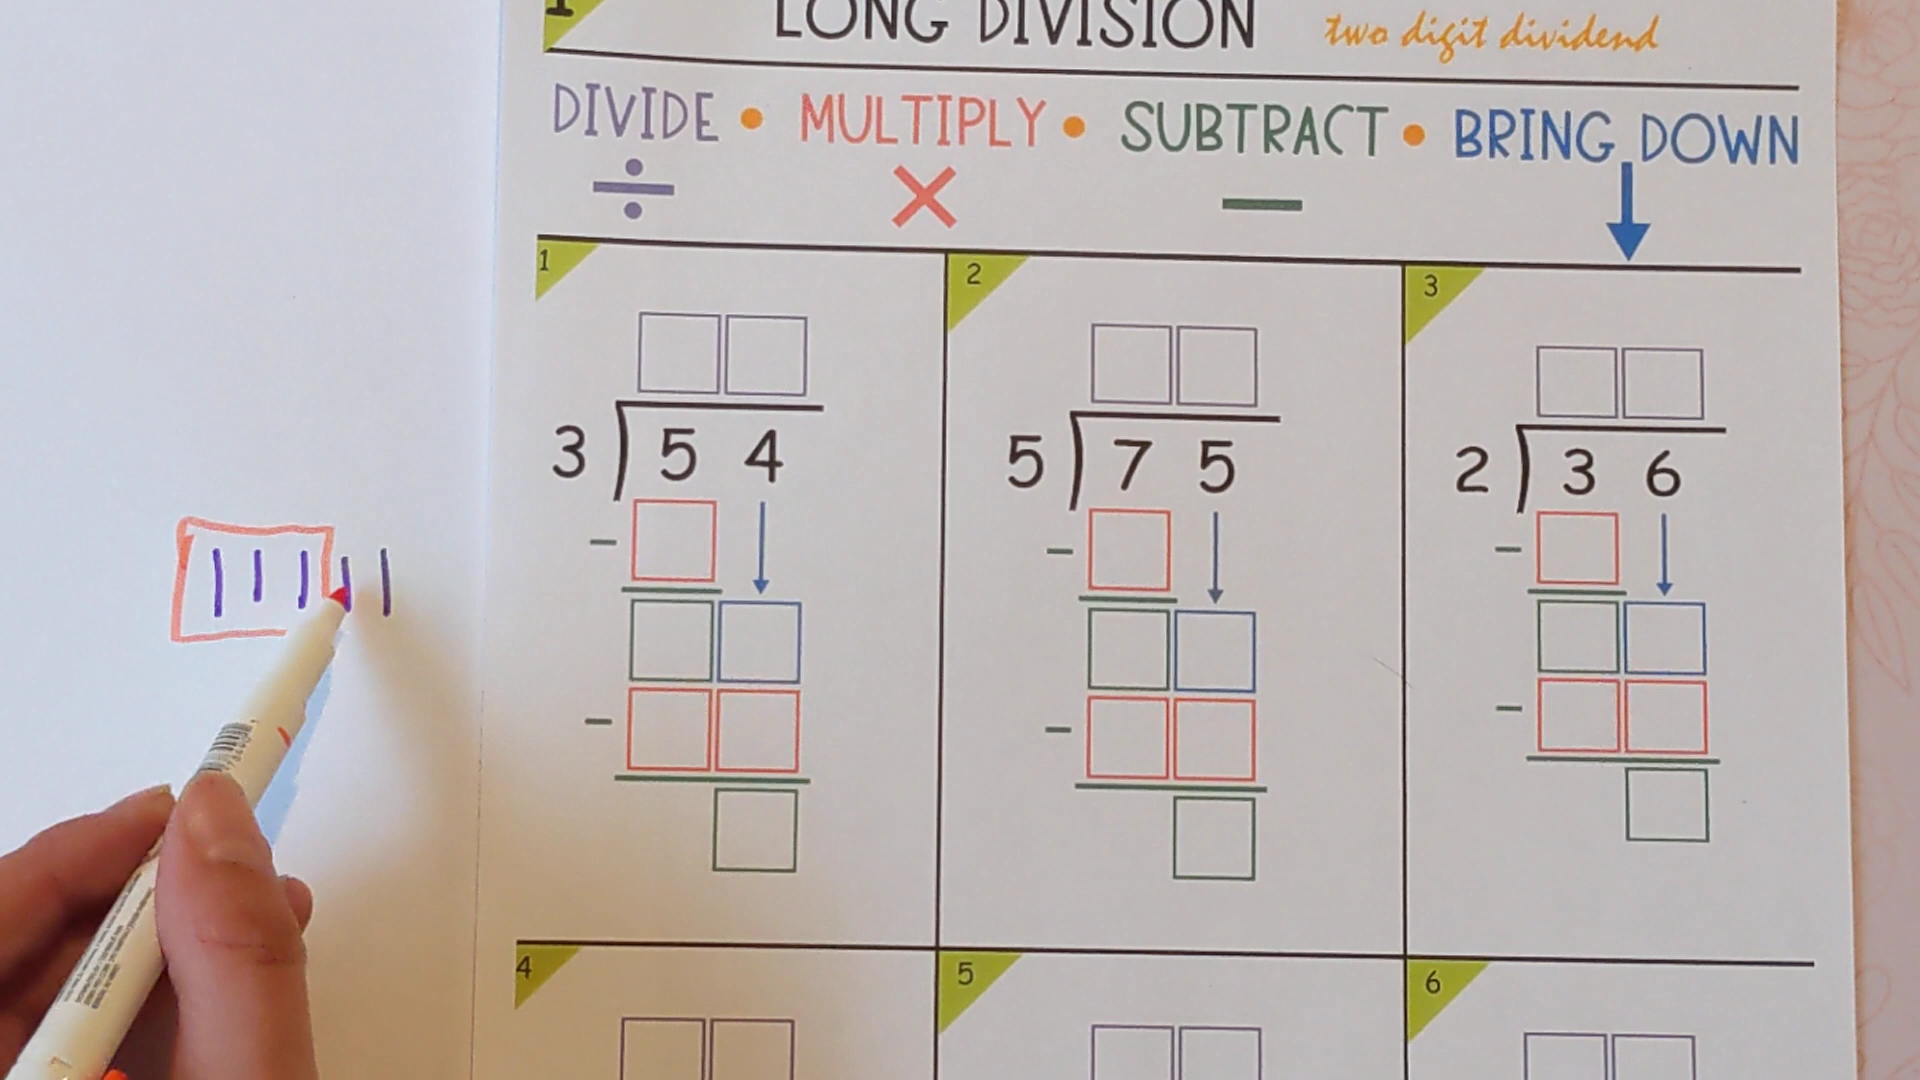 1 LONG DIVISION two digit dividend
DIVIDE • MULTIPLY • SUBTRACT • BRING DOWN
÷ × — ↓
1 2 3
3 ) 5 4 5 ) 7 5 2 ) 3 6
− − −
− − −
4 5 6